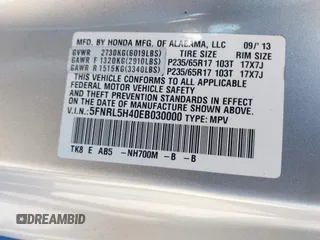 MFD. BY HONDA MFG. OF ALABAMA, LLC 09/13
GVWR 2730KG(6019LBS) TIRE SIZE RIM SIZE
GAWR F 1320KG(2910LBS) P235/65R17 103T 17X7J
GAWR R 1515KG(3340LBS) P235/65R17 103T 17X7J
THIS VEHICLE CONFORMS TO ALL APPLICABLE
FEDERAL MOTOR VEHICLE SAFETY AND
THEFT PREVENTION STANDARDS IN EFFECT ON
THE DATE OF MANUFACTURE SHOWN ABOVE.
V.I.N.: 5FNRL5H40EB030000 TYPE: MPV
TK8 E AB5 -NH700M -B -B
DREAMBID